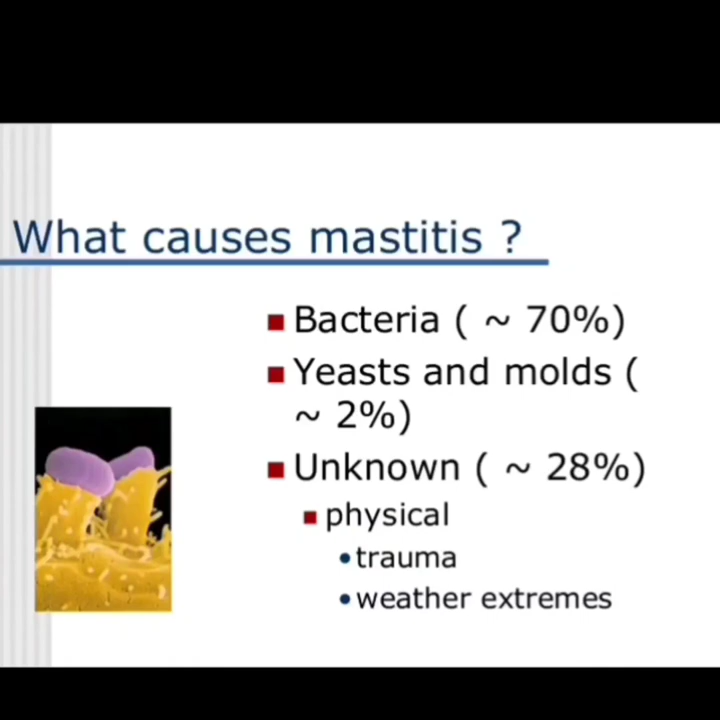 What causes mastitis ?
Bacteria ( ~ 70%)
Yeasts and molds (
~ 2%)
Unknown ( ~ 28%)
physical
trauma
weather extremes